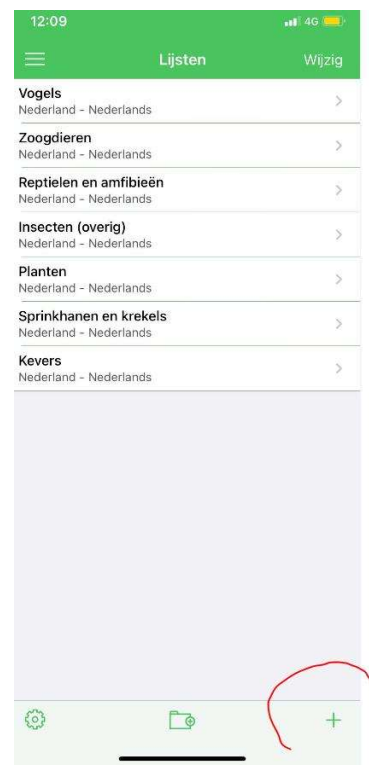 12:09 4G
Lijsten Wijzig
Vogels
Nederland - Nederlands
Zoogdieren
Nederland - Nederlands
Reptielen en amfibieën
Nederland - Nederlands
Insecten (overig)
Nederland - Nederlands
Planten
Nederland - Nederlands
Sprinkhanen en krekels
Nederland - Nederlands
Kevers
Nederland - Nederlands